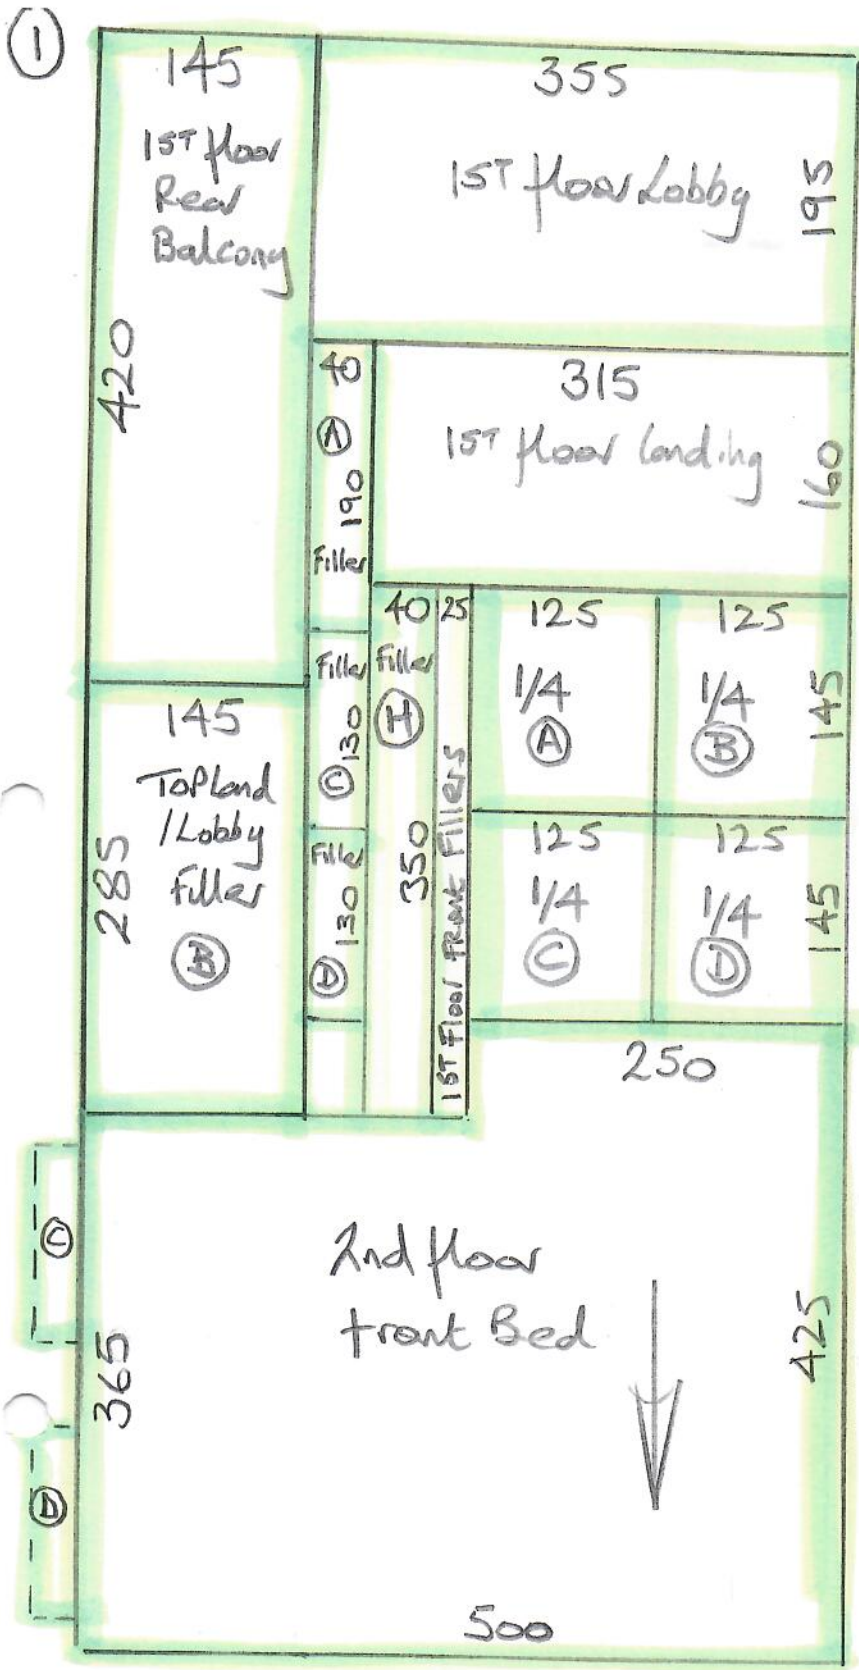 1
145
1ST floor
Rear
Balcony
420
355
1ST floor Lobby
195
40
A
190
Filler
315
1ST floor landing
160
Filler
C 130
Filler
D 130
40
Filler
H
350
25
1ST Floor FRONT Fillers
125
1/4
A
125
1/4
B
145
125
1/4
C
125
1/4
D
145
145
TOP Land
/Lobby
Filler
B
285
250
C
D
2nd floor
front Bed
365
425
500